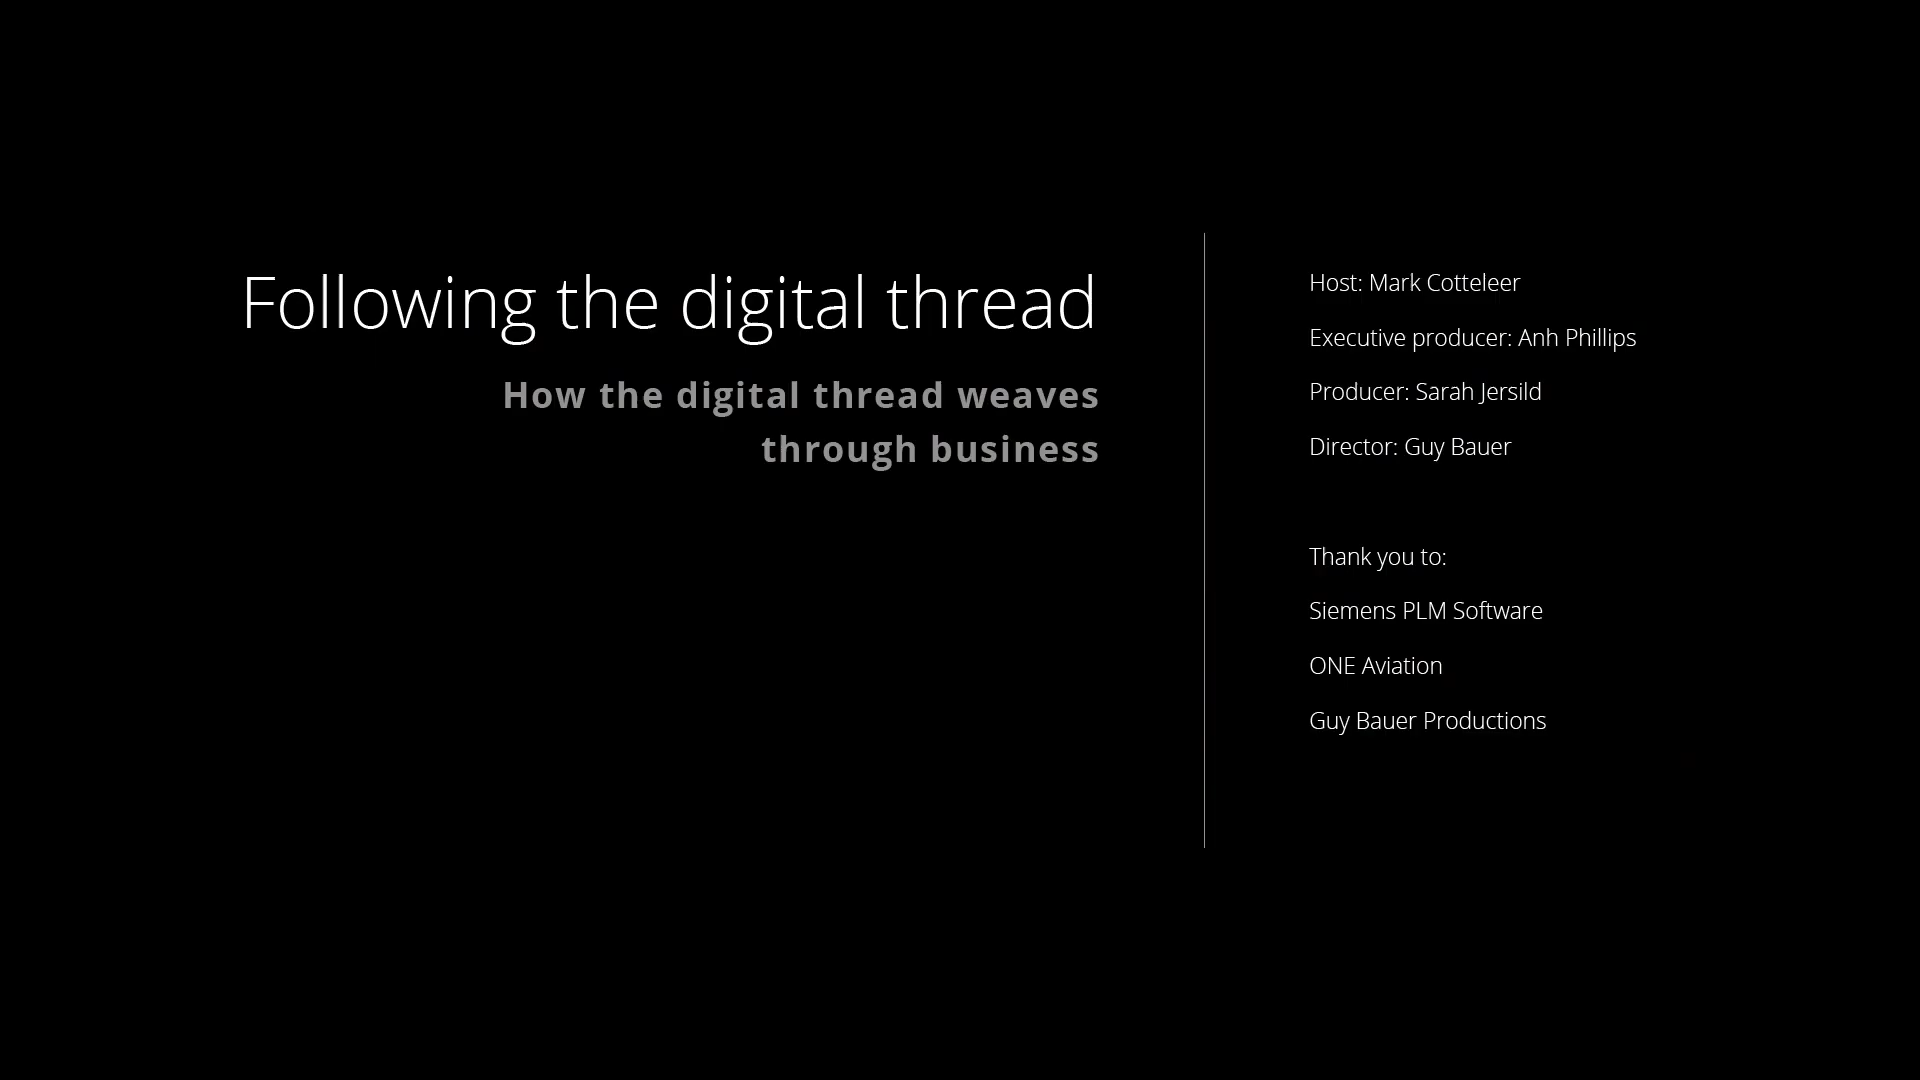 Following the digital thread
How the digital thread weaves
through business
Host: Mark Cotteleer
Executive producer: Anh Phillips
Producer: Sarah Jersild
Director: Guy Bauer
Thank you to:
Siemens PLM Software
ONE Aviation
Guy Bauer Productions